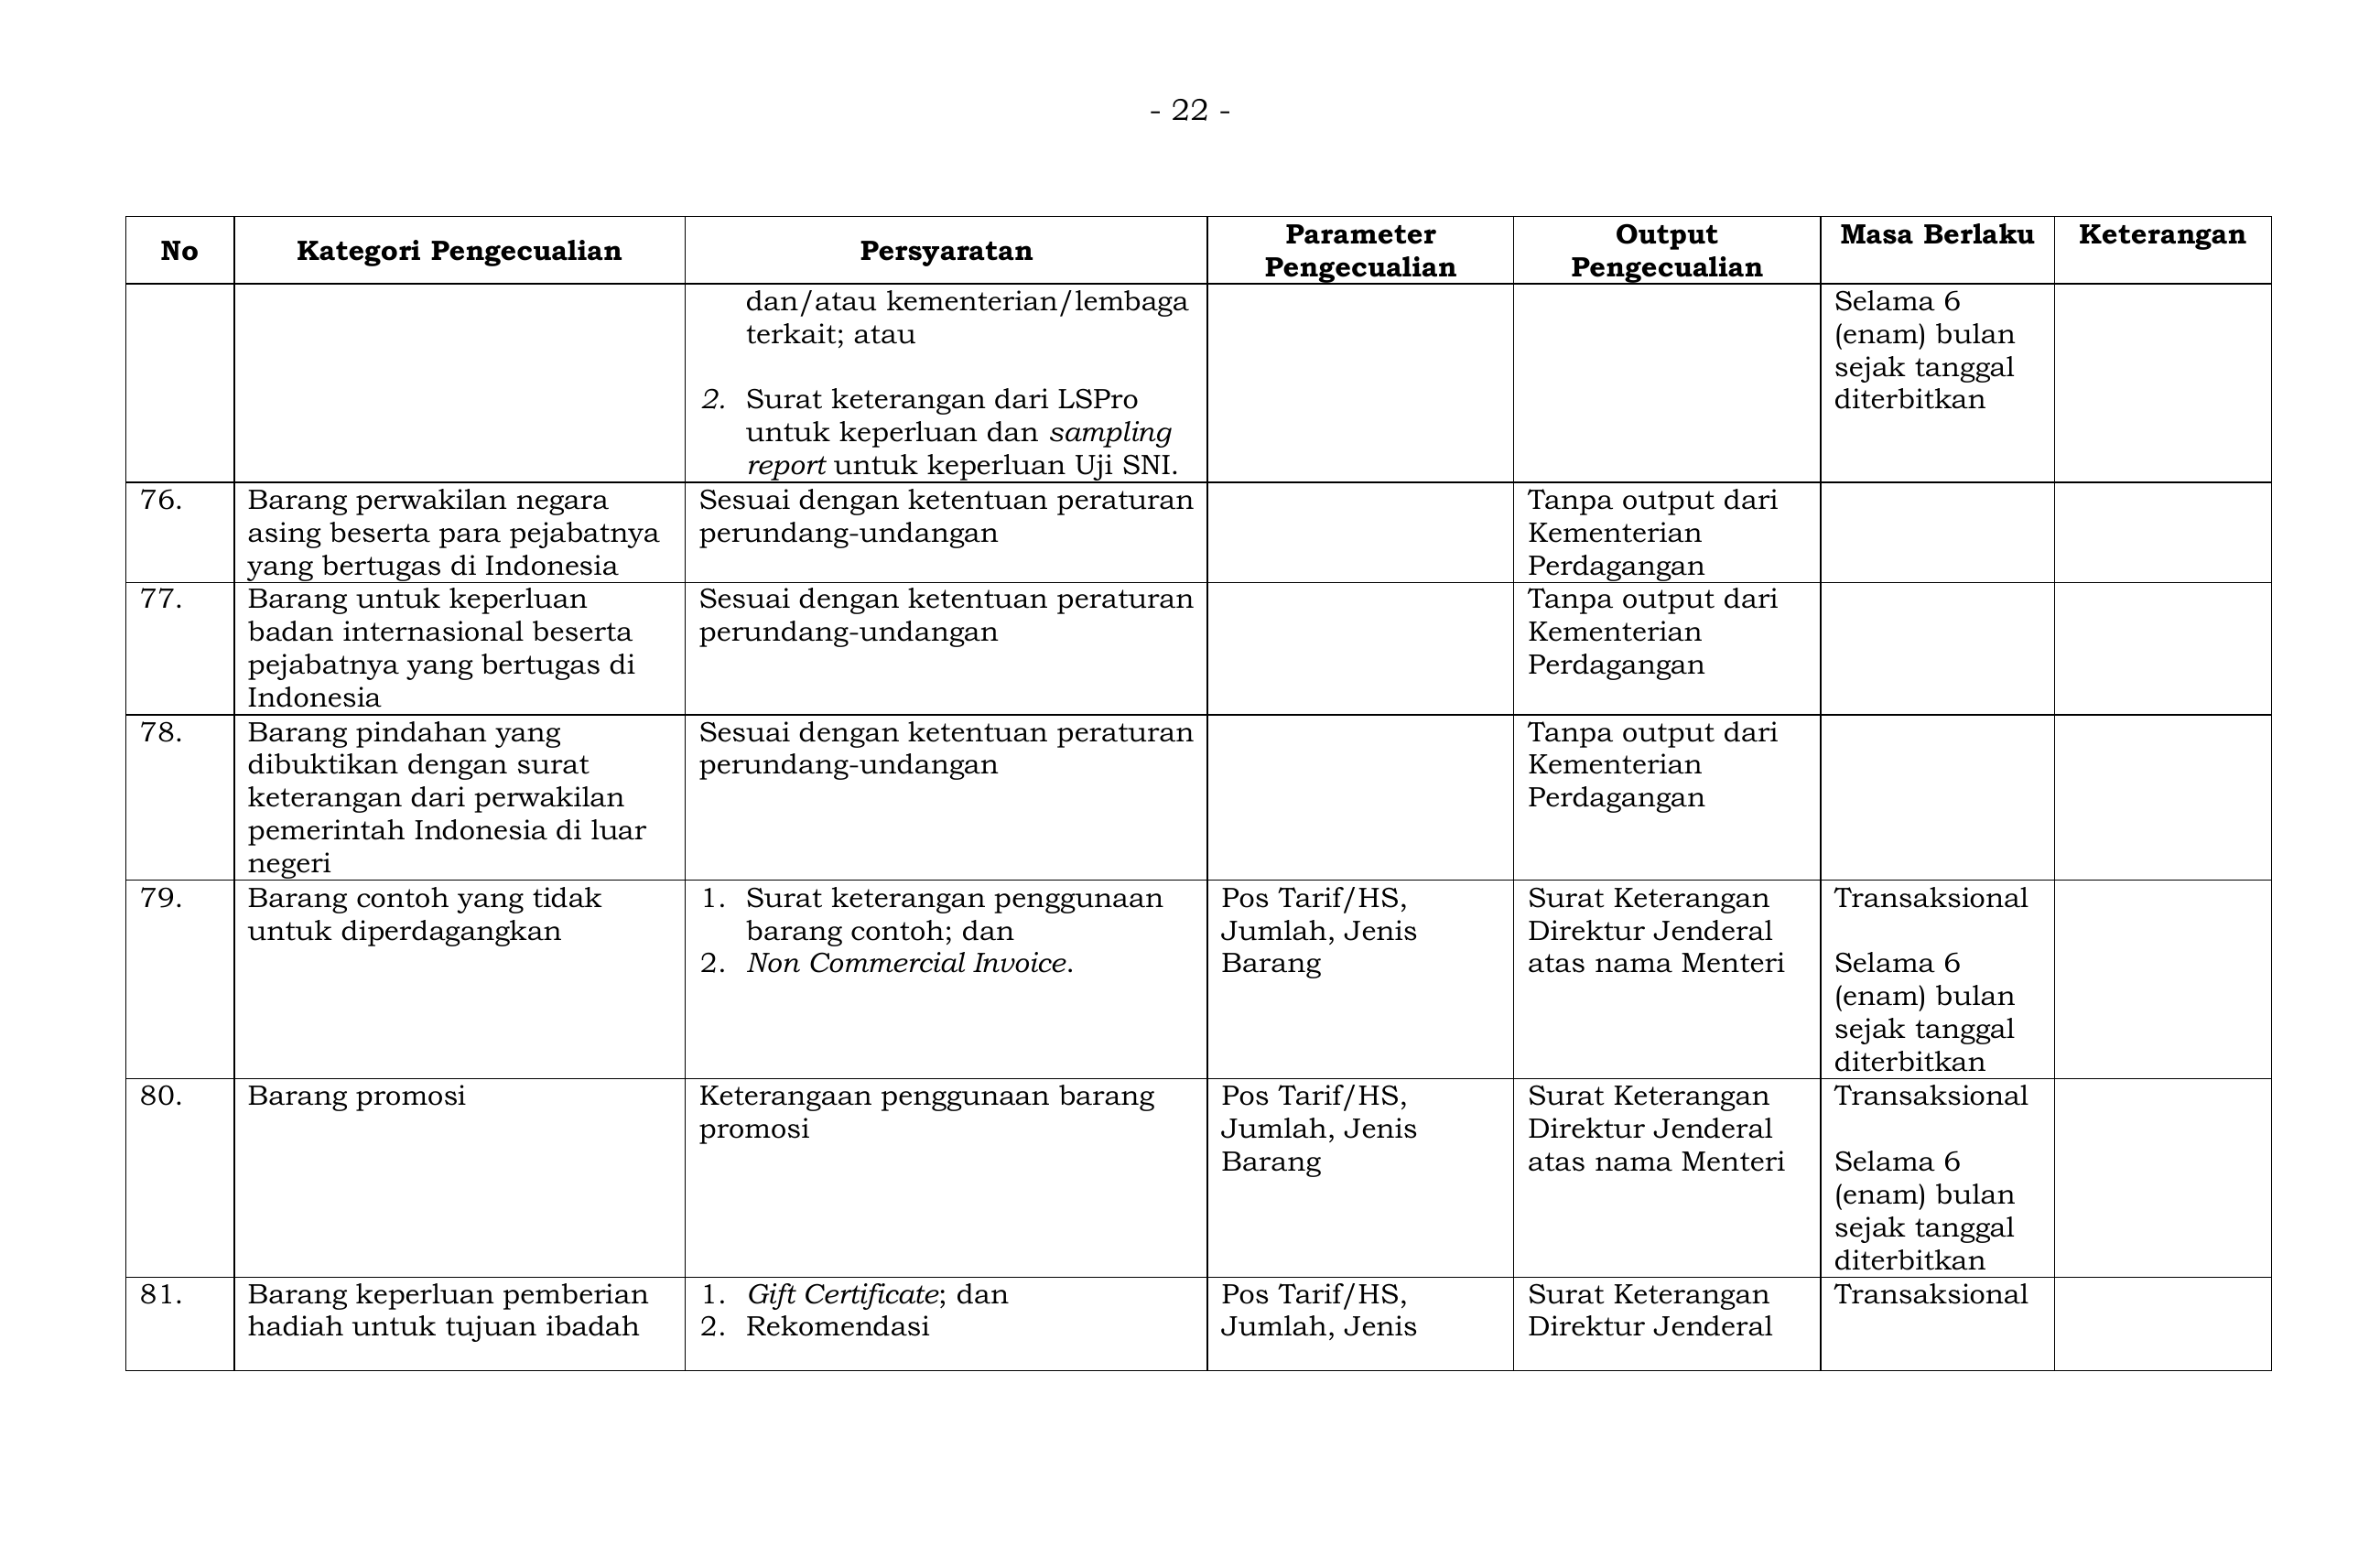 - 22 -
No
Kategori Pengecualian
Persyaratan
Parameter
Pengecualian
Output
Pengecualian
Masa Berlaku
Keterangan
dan/atau kementerian/lembaga
terkait; atau
2. Surat keterangan dari LSPro
untuk keperluan dan sampling
report untuk keperluan Uji SNI.
Selama 6
(enam) bulan
sejak tanggal
diterbitkan
76.
Barang perwakilan negara
asing beserta para pejabatnya
yang bertugas di Indonesia
Sesuai dengan ketentuan peraturan
perundang-undangan
Tanpa output dari
Kementerian
Perdagangan
77.
Barang untuk keperluan
badan internasional beserta
pejabatnya yang bertugas di
Indonesia
Sesuai dengan ketentuan peraturan
perundang-undangan
Tanpa output dari
Kementerian
Perdagangan
78.
Barang pindahan yang
dibuktikan dengan surat
keterangan dari perwakilan
pemerintah Indonesia di luar
negeri
Sesuai dengan ketentuan peraturan
perundang-undangan
Tanpa output dari
Kementerian
Perdagangan
79.
Barang contoh yang tidak
untuk diperdagangkan
1. Surat keterangan penggunaan
barang contoh; dan
2. Non Commercial Invoice.
Pos Tarif/HS,
Jumlah, Jenis
Barang
Surat Keterangan
Direktur Jenderal
atas nama Menteri
Transaksional
Selama 6
(enam) bulan
sejak tanggal
diterbitkan
80.
Barang promosi
Keterangaan penggunaan barang
promosi
Pos Tarif/HS,
Jumlah, Jenis
Barang
Surat Keterangan
Direktur Jenderal
atas nama Menteri
Transaksional
Selama 6
(enam) bulan
sejak tanggal
diterbitkan
81.
Barang keperluan pemberian
hadiah untuk tujuan ibadah
1. Gift Certificate; dan
2. Rekomendasi
Pos Tarif/HS,
Jumlah, Jenis
Surat Keterangan
Direktur Jenderal
Transaksional